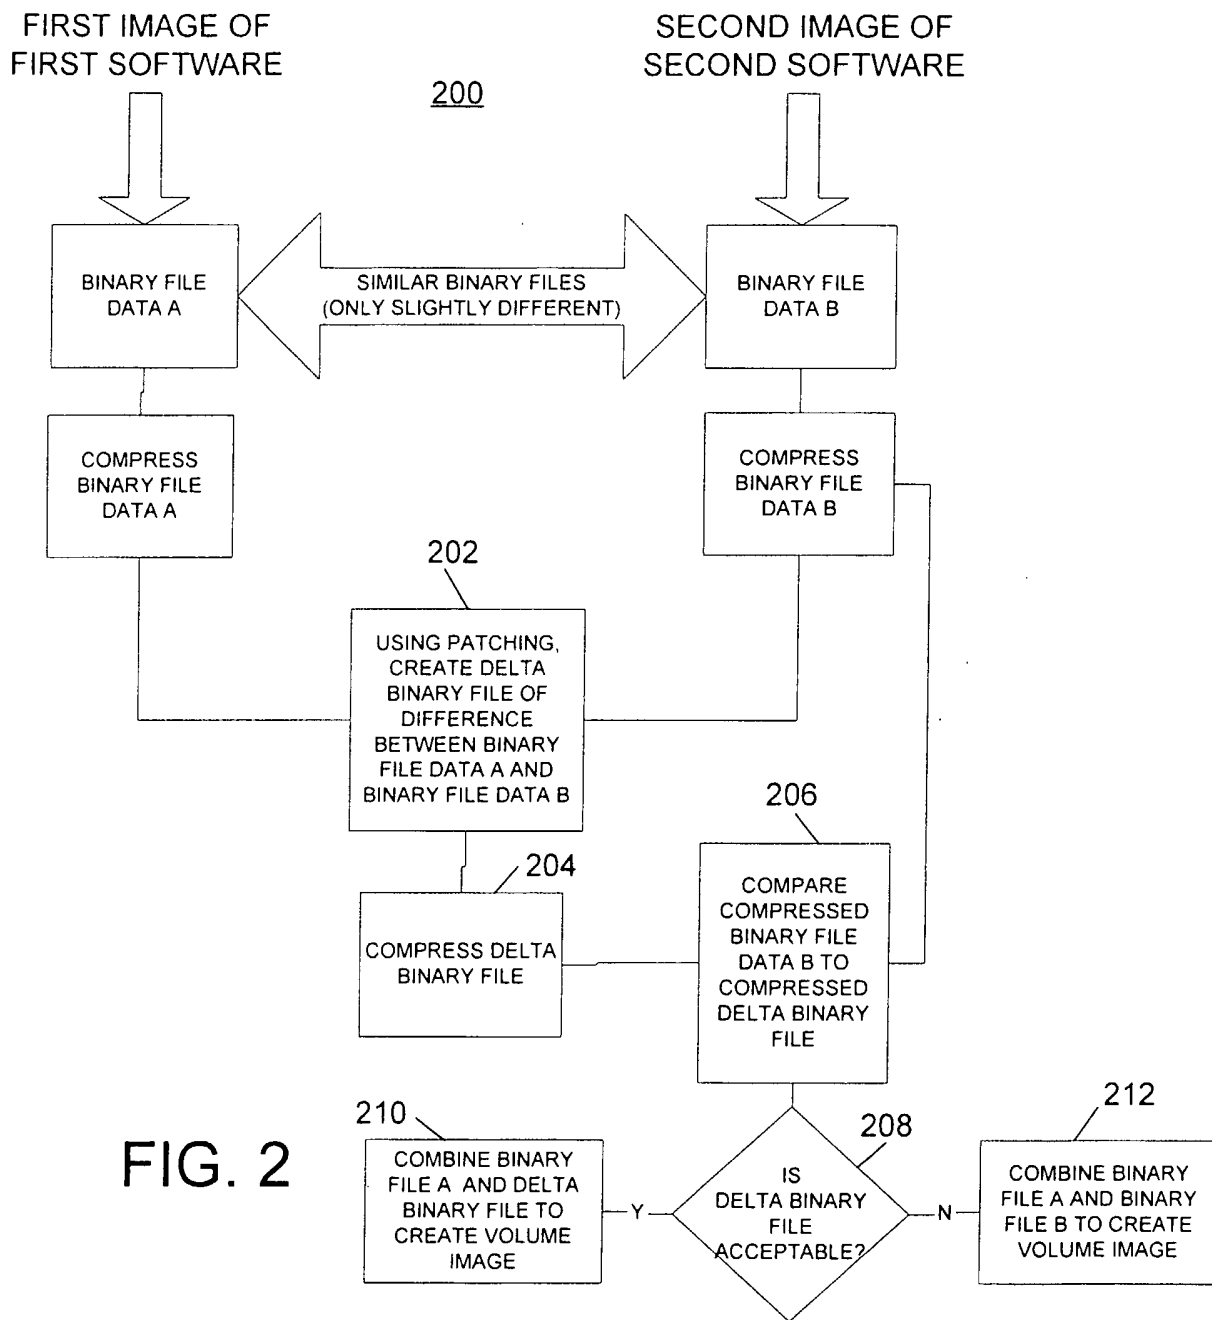 FIRST IMAGE OF
FIRST SOFTWARE
SECOND IMAGE OF
SECOND SOFTWARE
200
BINARY FILE
DATA A
SIMILAR BINARY FILES
(ONLY SLIGHTLY DIFFERENT)
BINARY FILE
DATA B
COMPRESS
BINARY FILE
DATA A
COMPRESS
BINARY FILE
DATA B
202
USING PATCHING,
CREATE DELTA
BINARY FILE OF
DIFFERENCE
BETWEEN BINARY
FILE DATA A AND
BINARY FILE DATA B
204
COMPRESS DELTA
BINARY FILE
206
COMPARE
COMPRESSED
BINARY FILE
DATA B TO
COMPRESSED
DELTA BINARY
FILE
208
IS
DELTA BINARY
FILE
ACCEPTABLE?
Y
N
210
COMBINE BINARY
FILE A AND DELTA
BINARY FILE TO
CREATE VOLUME
IMAGE
212
COMBINE BINARY
FILE A AND BINARY
FILE B TO CREATE
VOLUME IMAGE
FIG. 2